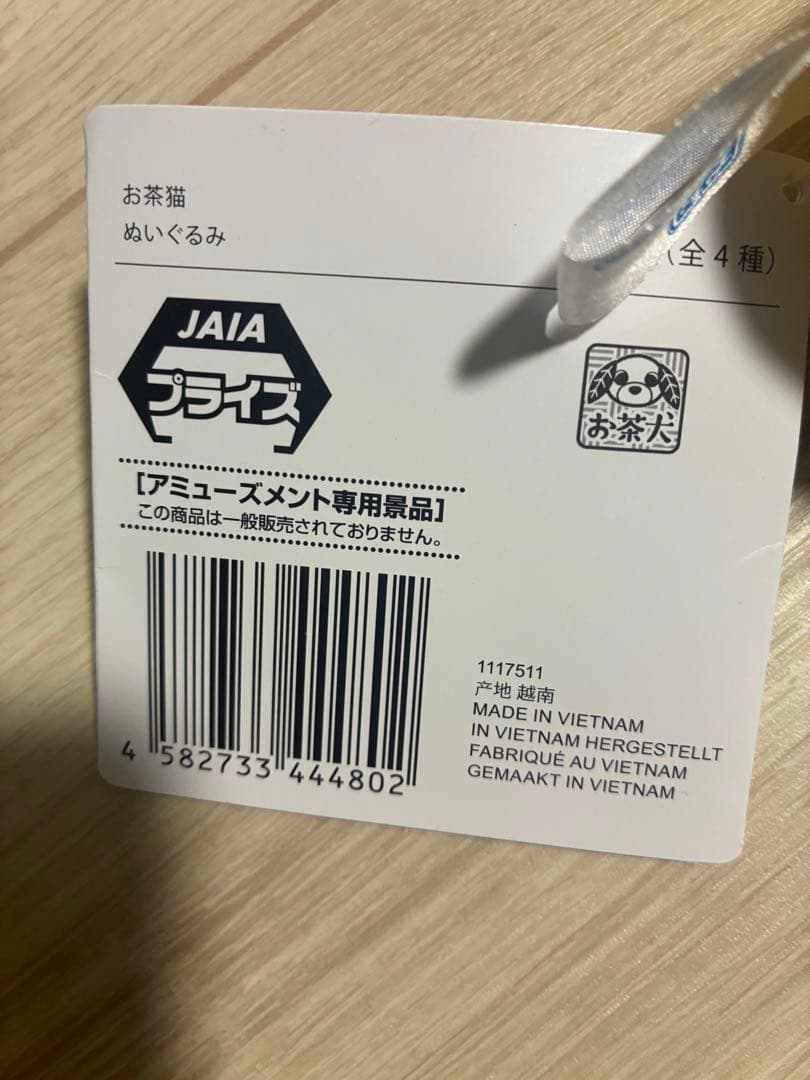 お茶猫
ぬいぐるみ
（全4種）
JAIA
プライズ
お茶犬
[アミューズメント専用景品]
この商品は一般販売されておりません。
4 582733 444802
1117511
产地 越南
MADE IN VIETNAM
IN VIETNAM HERGESTELLT
FABRIQUÉ AU VIETNAM
GEMAAKT IN VIETNAM